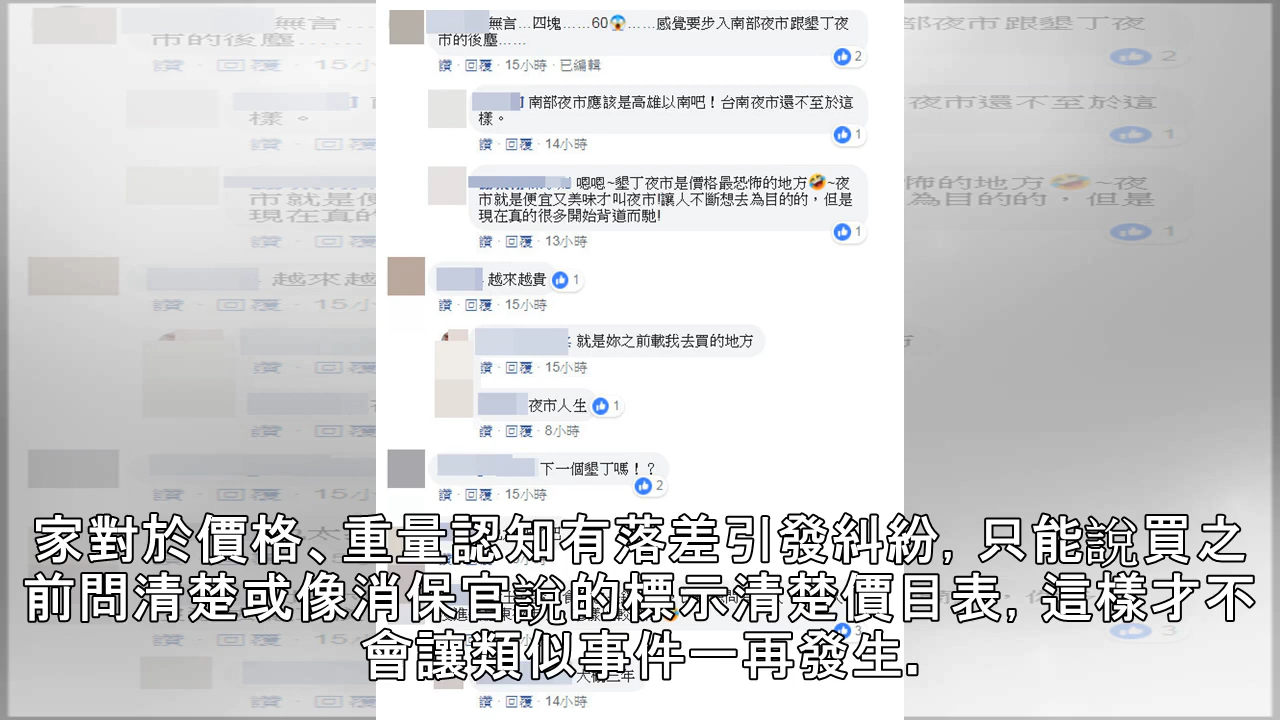 無言...四塊......60😱......感覺要步入南部夜市跟墾丁夜
市的後塵......
讚 · 回覆 · 15小時 · 已編輯
2
南部夜市應該是高雄以南吧！台南夜市還不至於這
樣。
1
讚 · 回覆 · 14小時
嗯嗯~墾丁夜市是價格最恐怖的地方🤣~夜
市就是便宜又美味才叫夜市!讓人不斷想去為目的的，但是
現在真的很多開始背道而馳!
1
讚 · 回覆 · 13小時
越來越貴
1
讚 · 回覆 · 15小時
就是妳之前載我去買的地方
讚 · 回覆 · 15小時
夜市人生
1
讚 · 回覆 · 8小時
下一個墾丁嗎！？
2
讚 · 回覆 · 15小時
家對於價格、重量認知有落差引發糾紛, 只能說買之
前問清楚或像消保官說的標示清楚價目表, 這樣才不
會讓類似事件一再發生.
3
讚 · 回覆 · 14小時